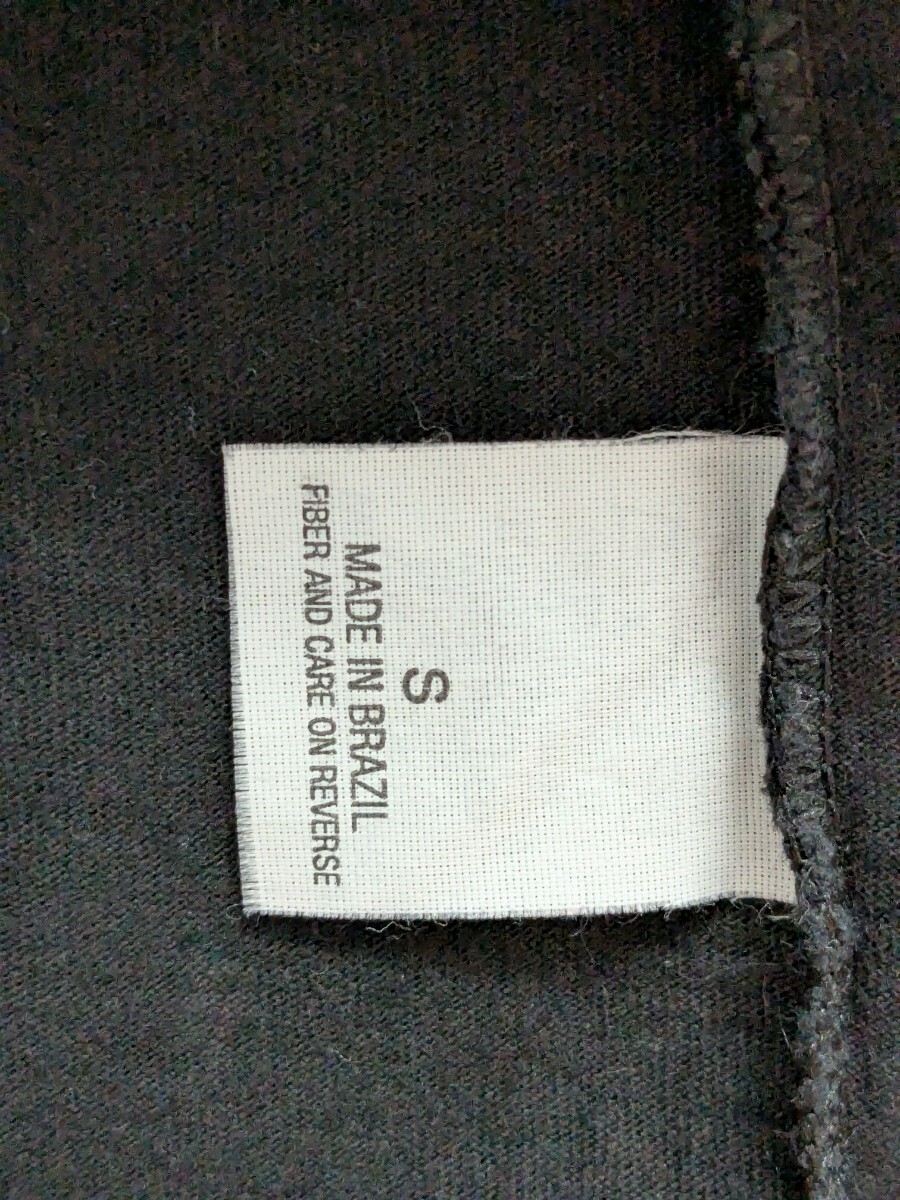 S
MADE IN BRAZIL
FIBER AND CARE ON REVERSE